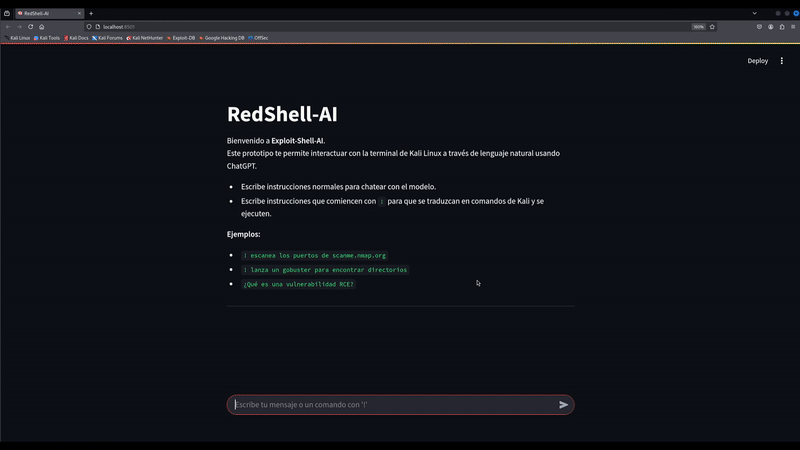 RedShell-AI
localhost:8501
Kali Linux Kali Tools Kali Docs Kali Forums Kali NetHunter Exploit-DB Google Hacking DB OffSec
Deploy
RedShell-AI
Bienvenido a Exploit-Shell-AI.
Este prototipo te permite interactuar con la terminal de Kali Linux a través de lenguaje natural usando
ChatGPT.
Escribe instrucciones normales para chatear con el modelo.
Escribe instrucciones que comiencen con | para que se traduzcan en comandos de Kali y se
ejecuten.
Ejemplos:
| escanea los puertos de scanme.nmap.org
| lanza un gobuster para encontrar directorios
¿Qué es una vulnerabilidad RCE?
Escribe tu mensaje o un comando con '|'